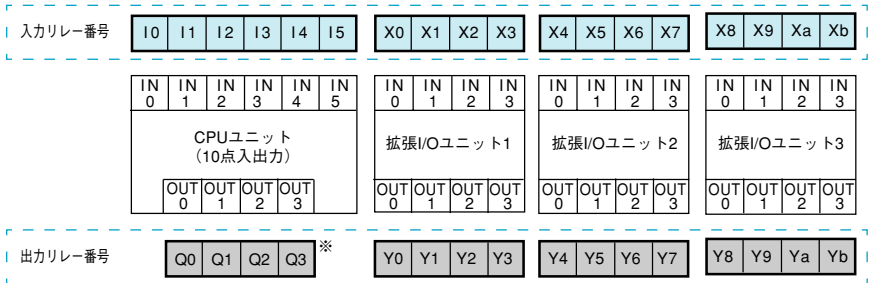 入力リレー番号 I0 I1 I2 I3 I4 I5 X0 X1 X2 X3 X4 X5 X6 X7 X8 X9 Xa Xb
IN IN IN IN IN IN IN IN IN IN IN IN IN IN IN IN IN IN
0 1 2 3 4 5 0 1 2 3 0 1 2 3 0 1 2 3
CPUユニット 拡張I/Oユニット1 拡張I/Oユニット2 拡張I/Oユニット3
(10点入出力)
OUT OUT OUT OUT OUT OUT OUT OUT OUT OUT OUT OUT OUT OUT OUT OUT
0 1 2 3 0 1 2 3 0 1 2 3 0 1 2 3
出力リレー番号 Q0 Q1 Q2 Q3 ※ Y0 Y1 Y2 Y3 Y4 Y5 Y6 Y7 Y8 Y9 Ya Yb